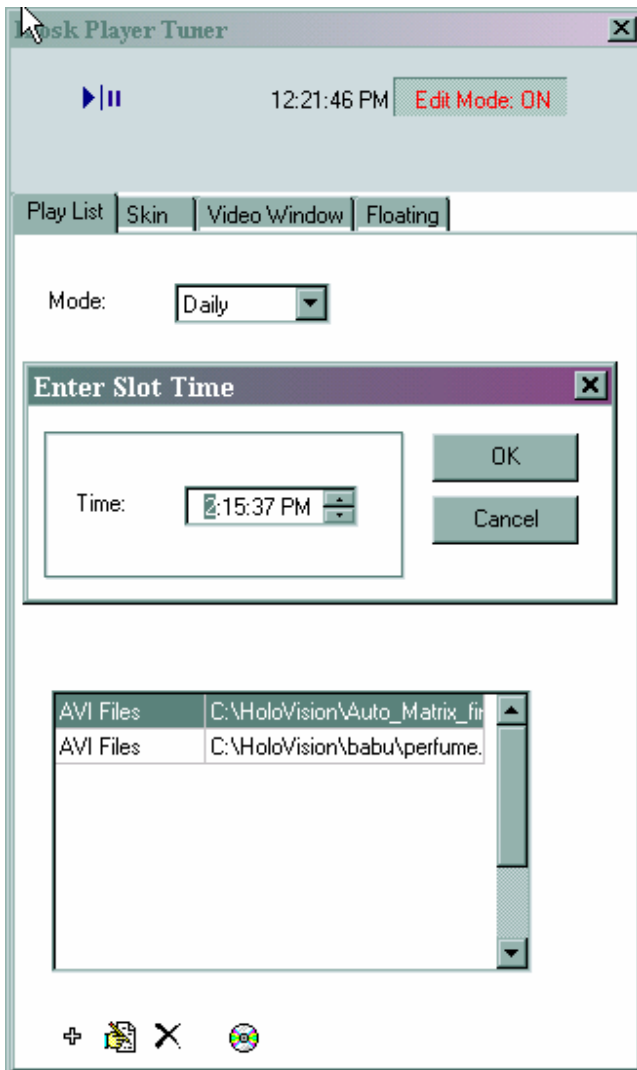 Kiosk Player Tuner
12:21:46 PM Edit Mode: ON
Play List Skin Video Window Floating
Mode: Daily
Enter Slot Time
Time: 2:15:37 PM
OK
Cancel
AVI Files C:\HoloVision\Auto_Matrix_fir
AVI Files C:\HoloVision\babu\perfume.